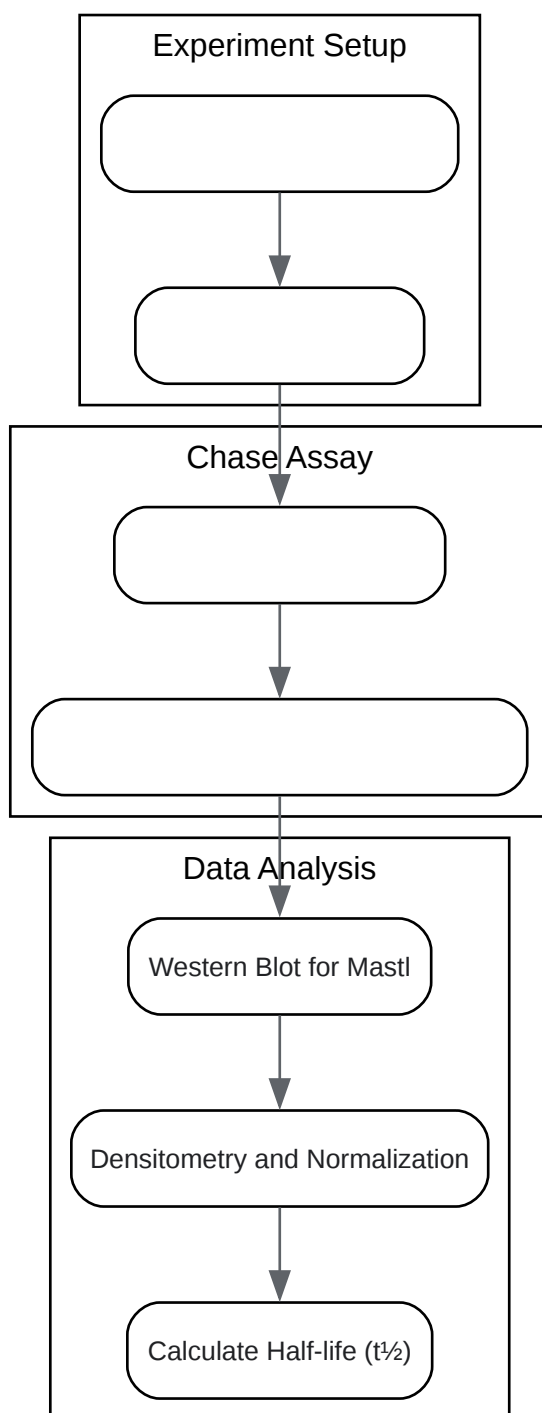 Experiment Setup
Chase Assay
Data Analysis
Western Blot for Mastl
Densitometry and Normalization
Calculate Half-life (t½)